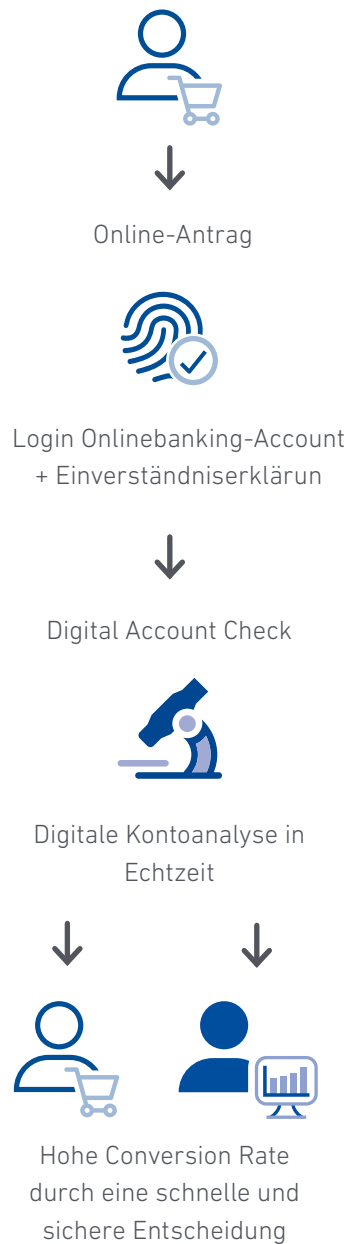 Online-Antrag
Login Onlinebanking-Account
+ Einverständniserklärun
Digital Account Check
Digitale Kontoanalyse in
Echtzeit
Hohe Conversion Rate
durch eine schnelle und
sichere Entscheidung